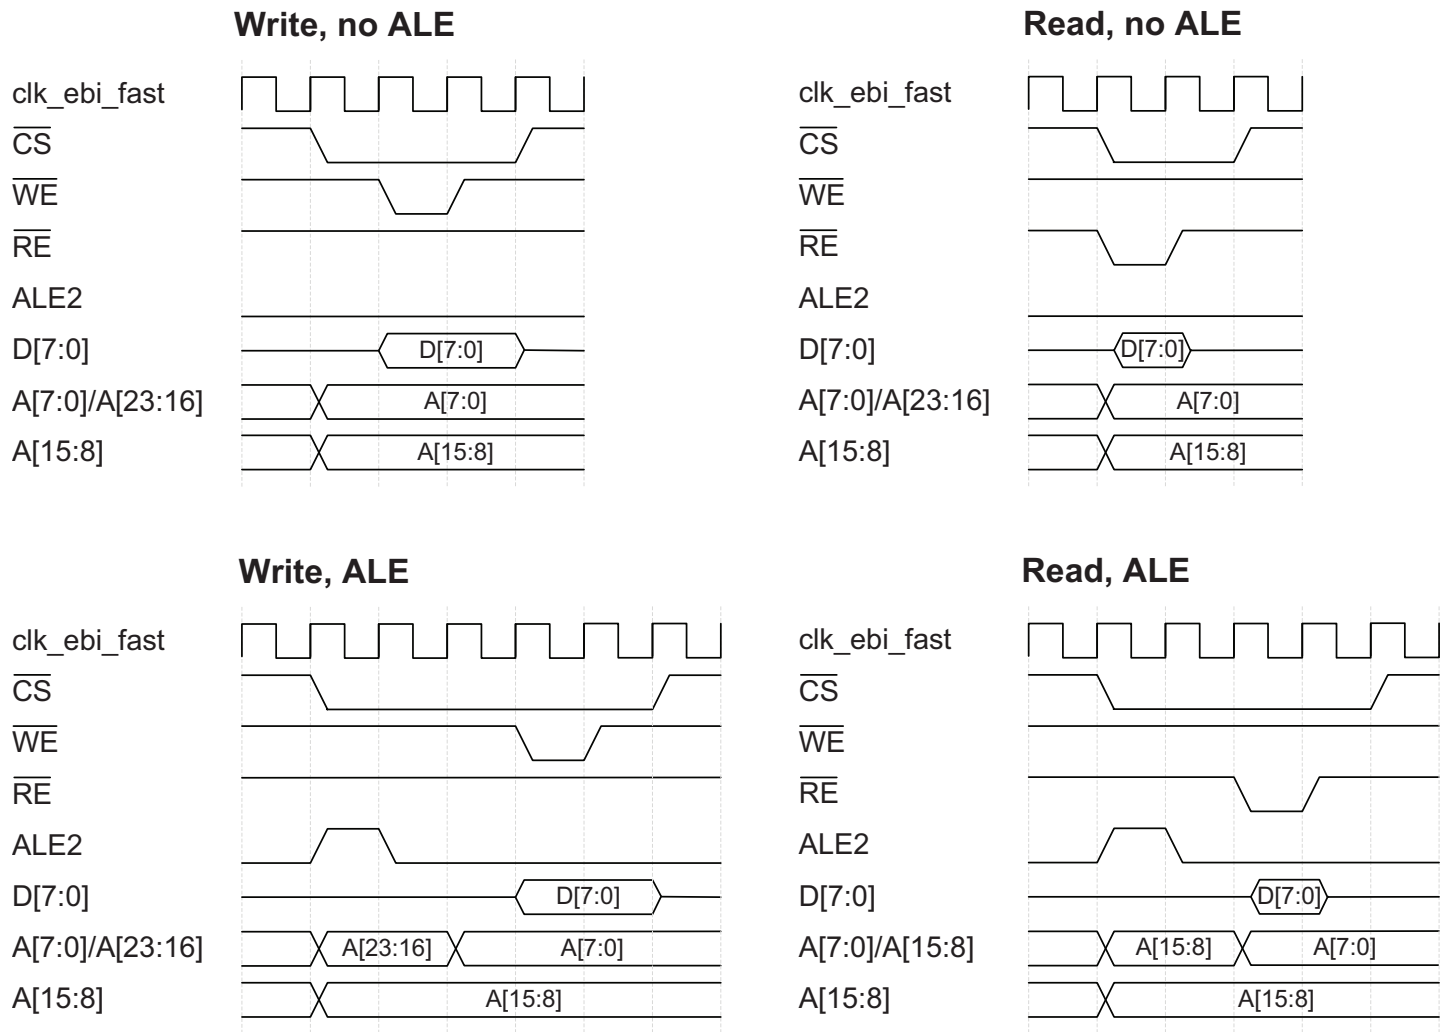 Write, no ALE
clk_ebi_fast
CS
WE
RE
ALE2
D[7:0]
D[7:0]
A[7:0]/A[23:16]
A[7:0]
A[15:8]
A[15:8]
Read, no ALE
clk_ebi_fast
CS
WE
RE
ALE2
D[7:0]
D[7:0]
A[7:0]/A[23:16]
A[7:0]
A[15:8]
A[15:8]
Write, ALE
clk_ebi_fast
CS
WE
RE
ALE2
D[7:0]
D[7:0]
A[7:0]/A[23:16]
A[23:16]
A[7:0]
A[15:8]
A[15:8]
Read, ALE
clk_ebi_fast
CS
WE
RE
ALE2
D[7:0]
D[7:0]
A[7:0]/A[15:8]
A[15:8]
A[7:0]
A[15:8]
A[15:8]